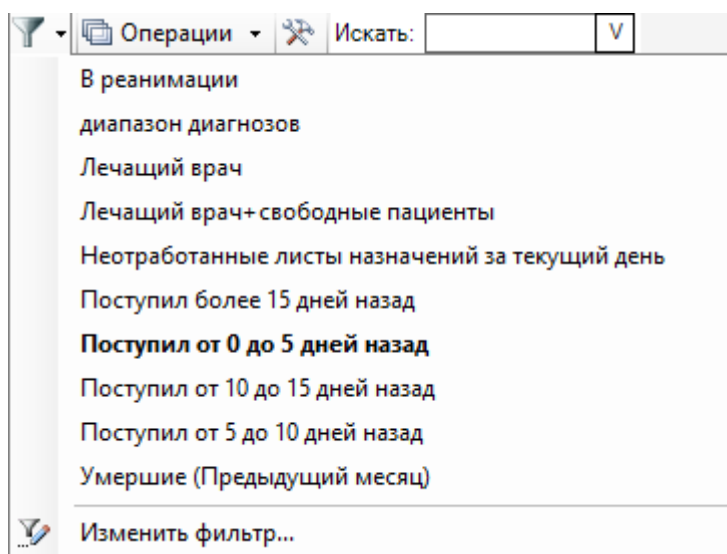 Операции Искать: V
В реанимации
диапазон диагнозов
Лечащий врач
Лечащий врач+свободные пациенты
Неотработанные листы назначений за текущий день
Поступил более 15 дней назад
Поступил от 0 до 5 дней назад
Поступил от 10 до 15 дней назад
Поступил от 5 до 10 дней назад
Умершие (Предыдущий месяц)
Изменить фильтр...